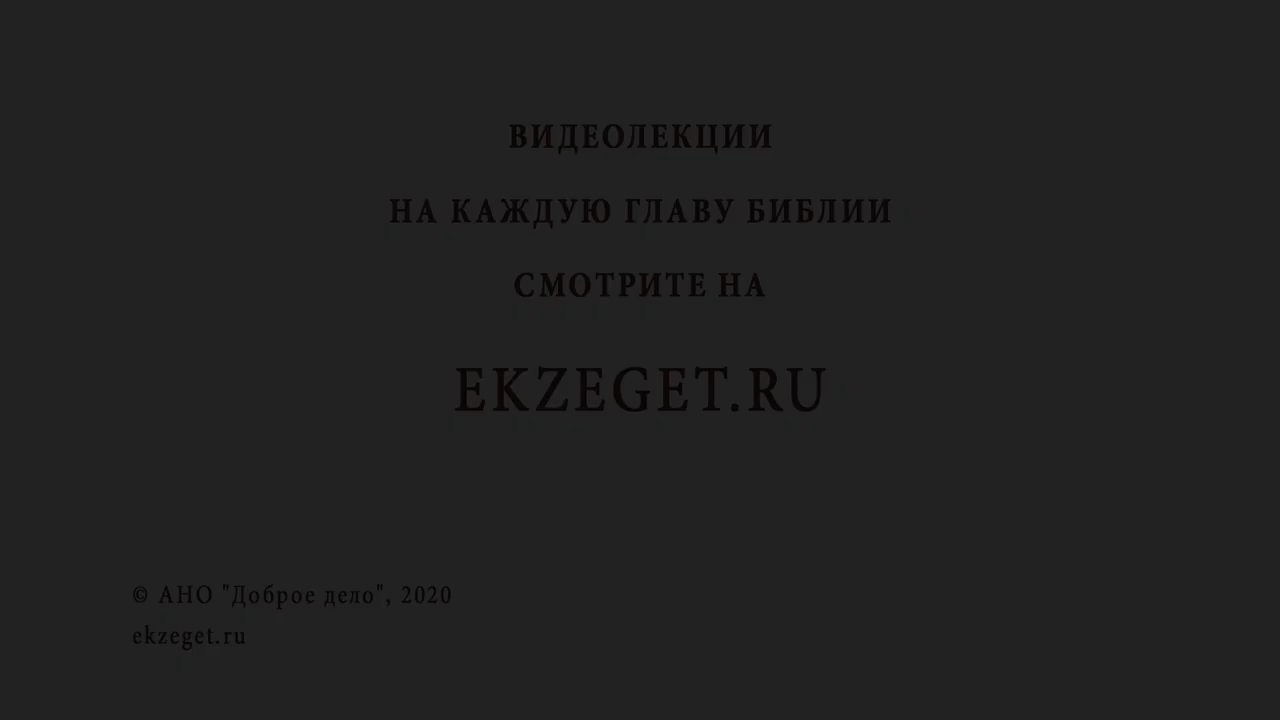 ВИДЕОЛЕКЦИИ
НА КАЖДУЮ ГЛАВУ БИБЛИИ
СМОТРИТЕ НА
EKZEGET.RU
© АНО "Доброе дело", 2020
ekzeget.ru